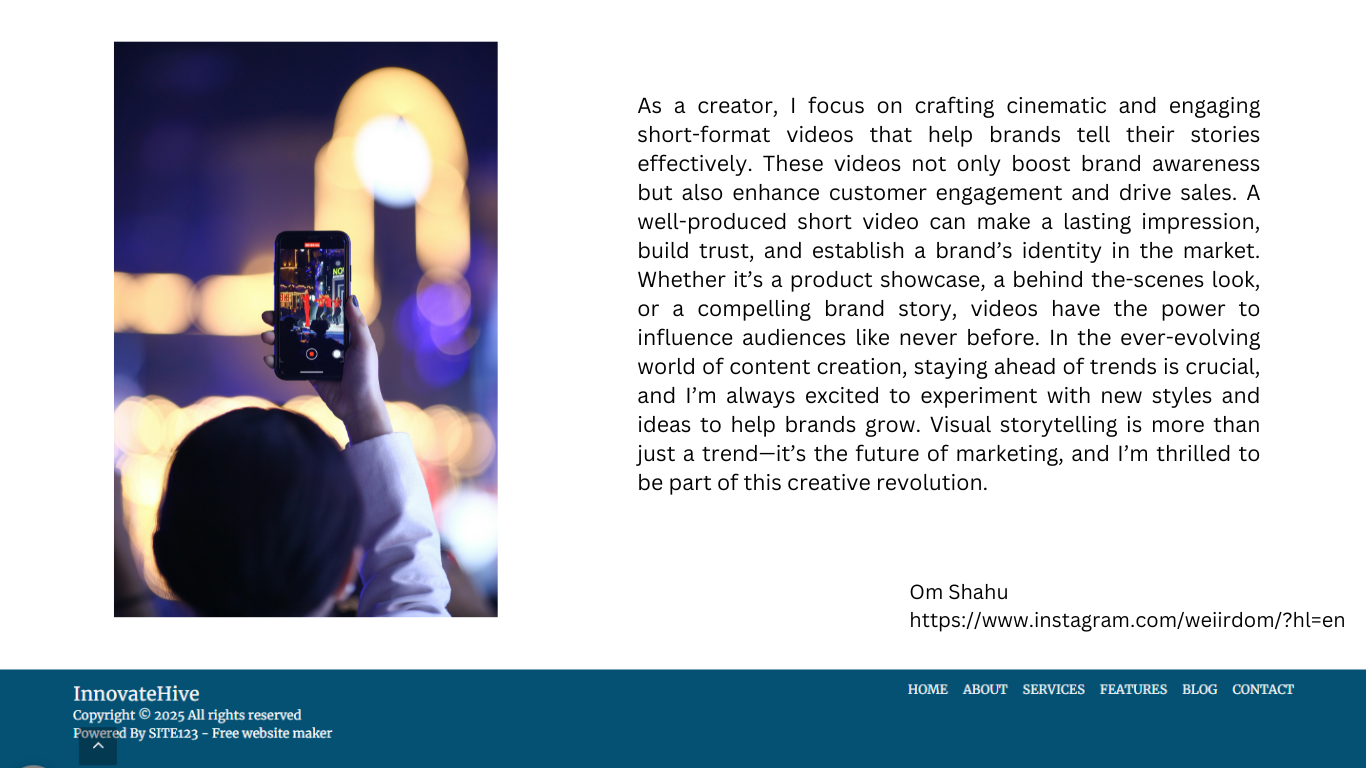 As a creator, I focus on crafting cinematic and engaging
short-format videos that help brands tell their stories
effectively. These videos not only boost brand awareness
but also enhance customer engagement and drive sales. A
well-produced short video can make a lasting impression,
build trust, and establish a brand’s identity in the market.
Whether it’s a product showcase, a behind the-scenes look,
or a compelling brand story, videos have the power to
influence audiences like never before. In the ever-evolving
world of content creation, staying ahead of trends is crucial,
and I’m always excited to experiment with new styles and
ideas to help brands grow. Visual storytelling is more than
just a trend—it’s the future of marketing, and I’m thrilled to
be part of this creative revolution.
Om Shahu
https://www.instagram.com/weiirdom/?hl=en
InnovateHive
Copyright © 2025 All rights reserved
Powered By SITE123 - Free website maker
HOME ABOUT SERVICES FEATURES BLOG CONTACT